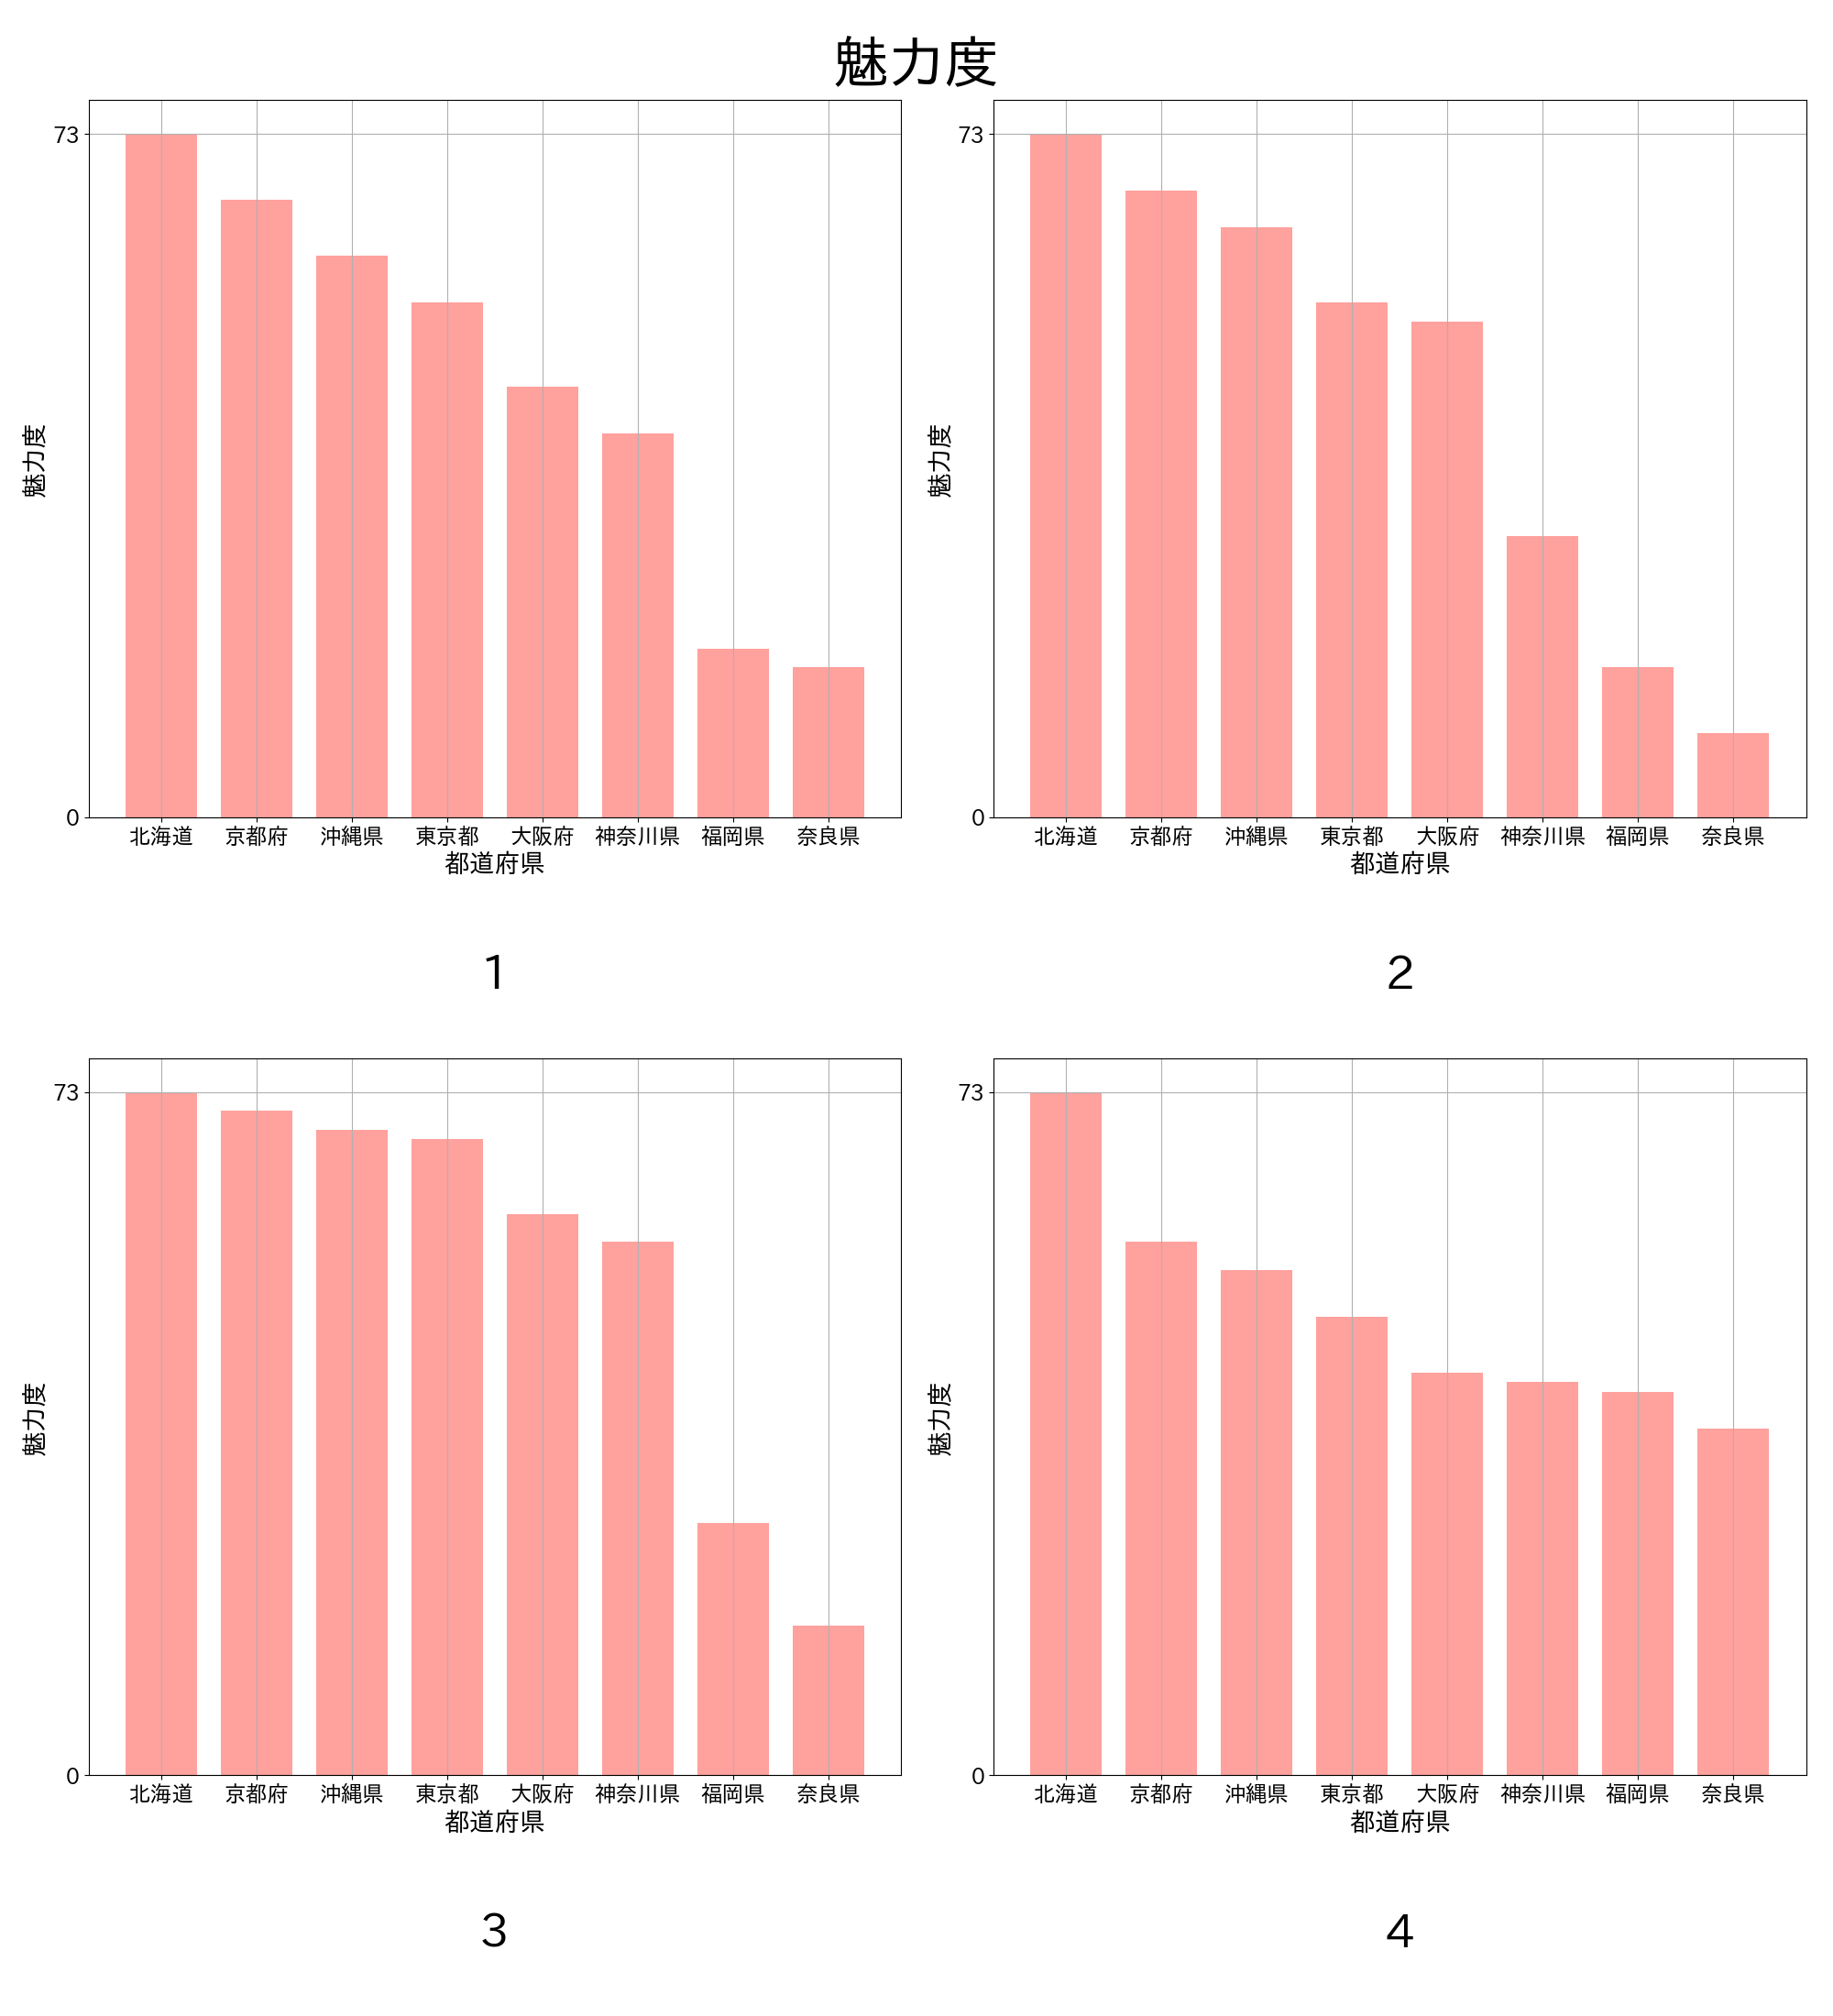 魅力度
73
魅力度
0
北海道 京都府 沖縄県 東京都 大阪府 神奈川県 福岡県 奈良県
都道府県
1
73
魅力度
0
北海道 京都府 沖縄県 東京都 大阪府 神奈川県 福岡県 奈良県
都道府県
2
73
魅力度
0
北海道 京都府 沖縄県 東京都 大阪府 神奈川県 福岡県 奈良県
都道府県
3
73
魅力度
0
北海道 京都府 沖縄県 東京都 大阪府 神奈川県 福岡県 奈良県
都道府県
4